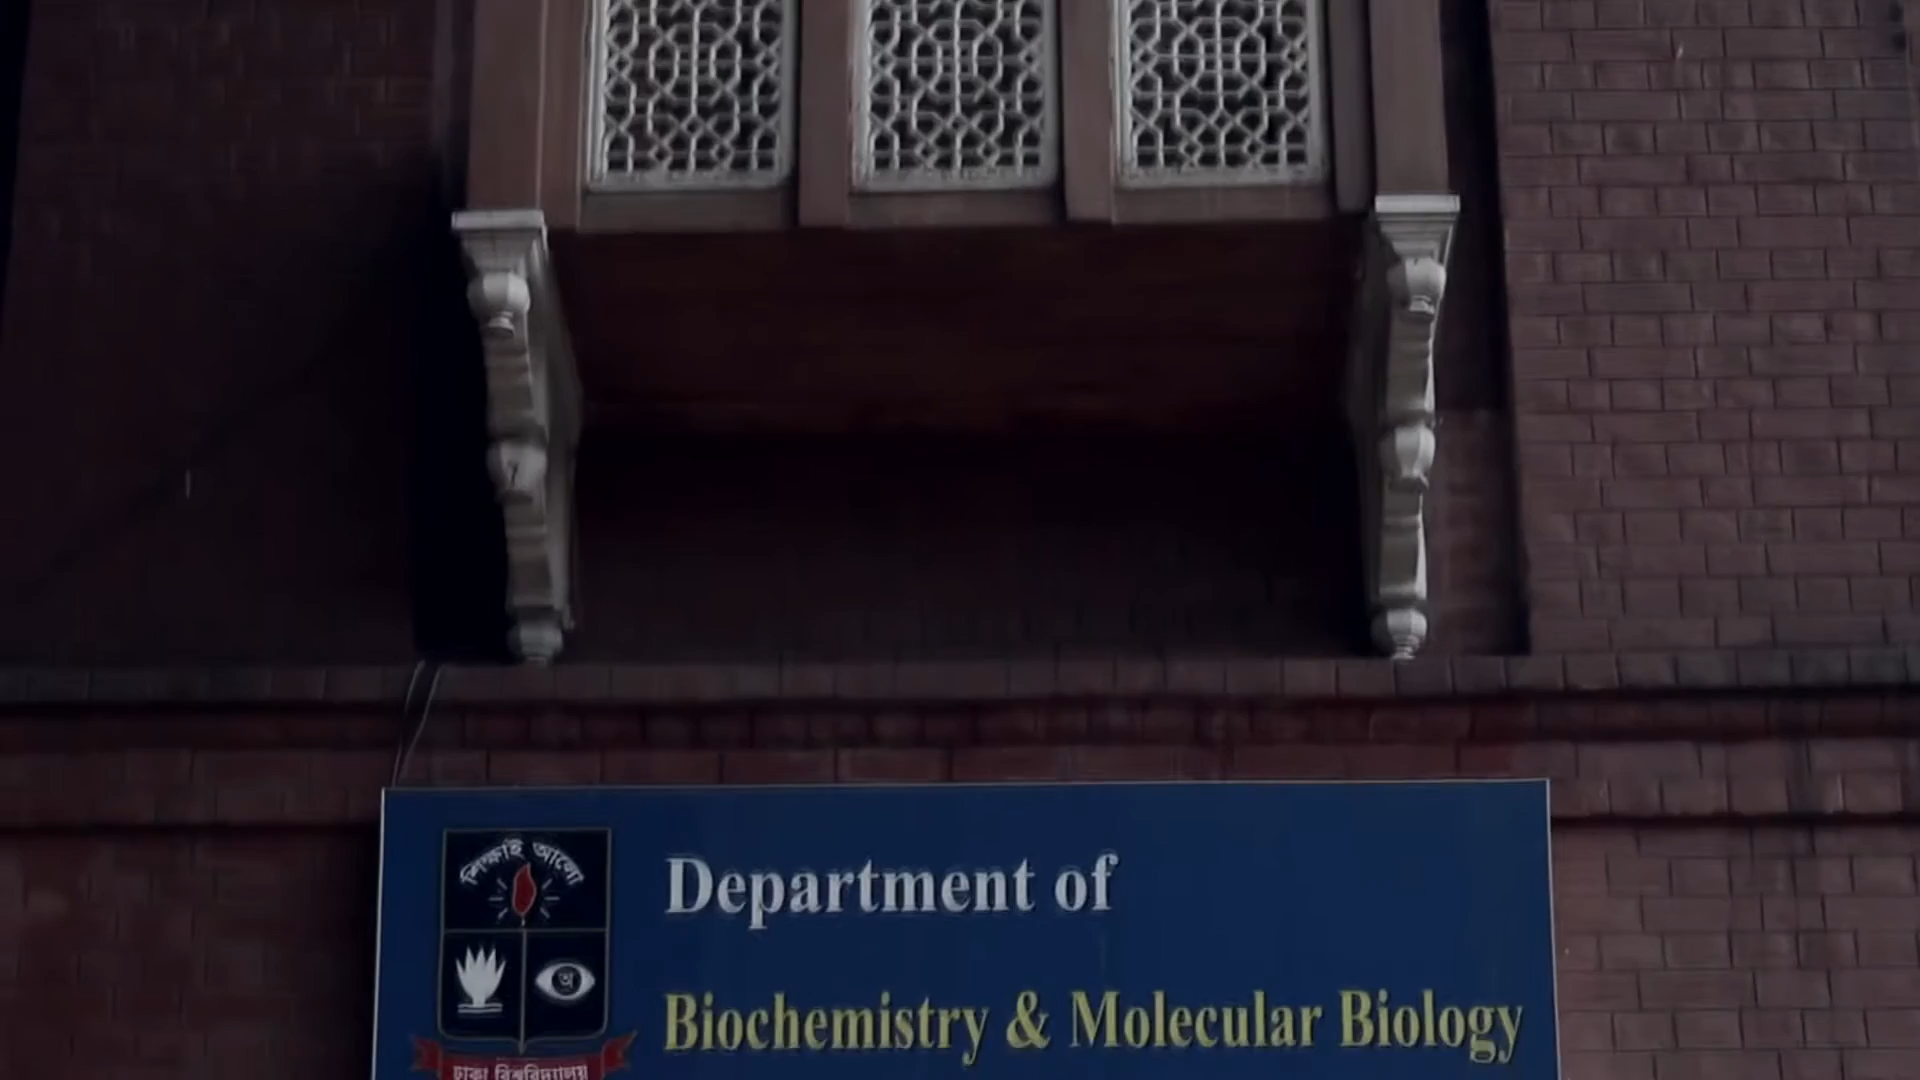 শিক্ষাই আলো
অ
ঢাকা বিশ্ববিদ্যালয়
Department of
Biochemistry & Molecular Biology